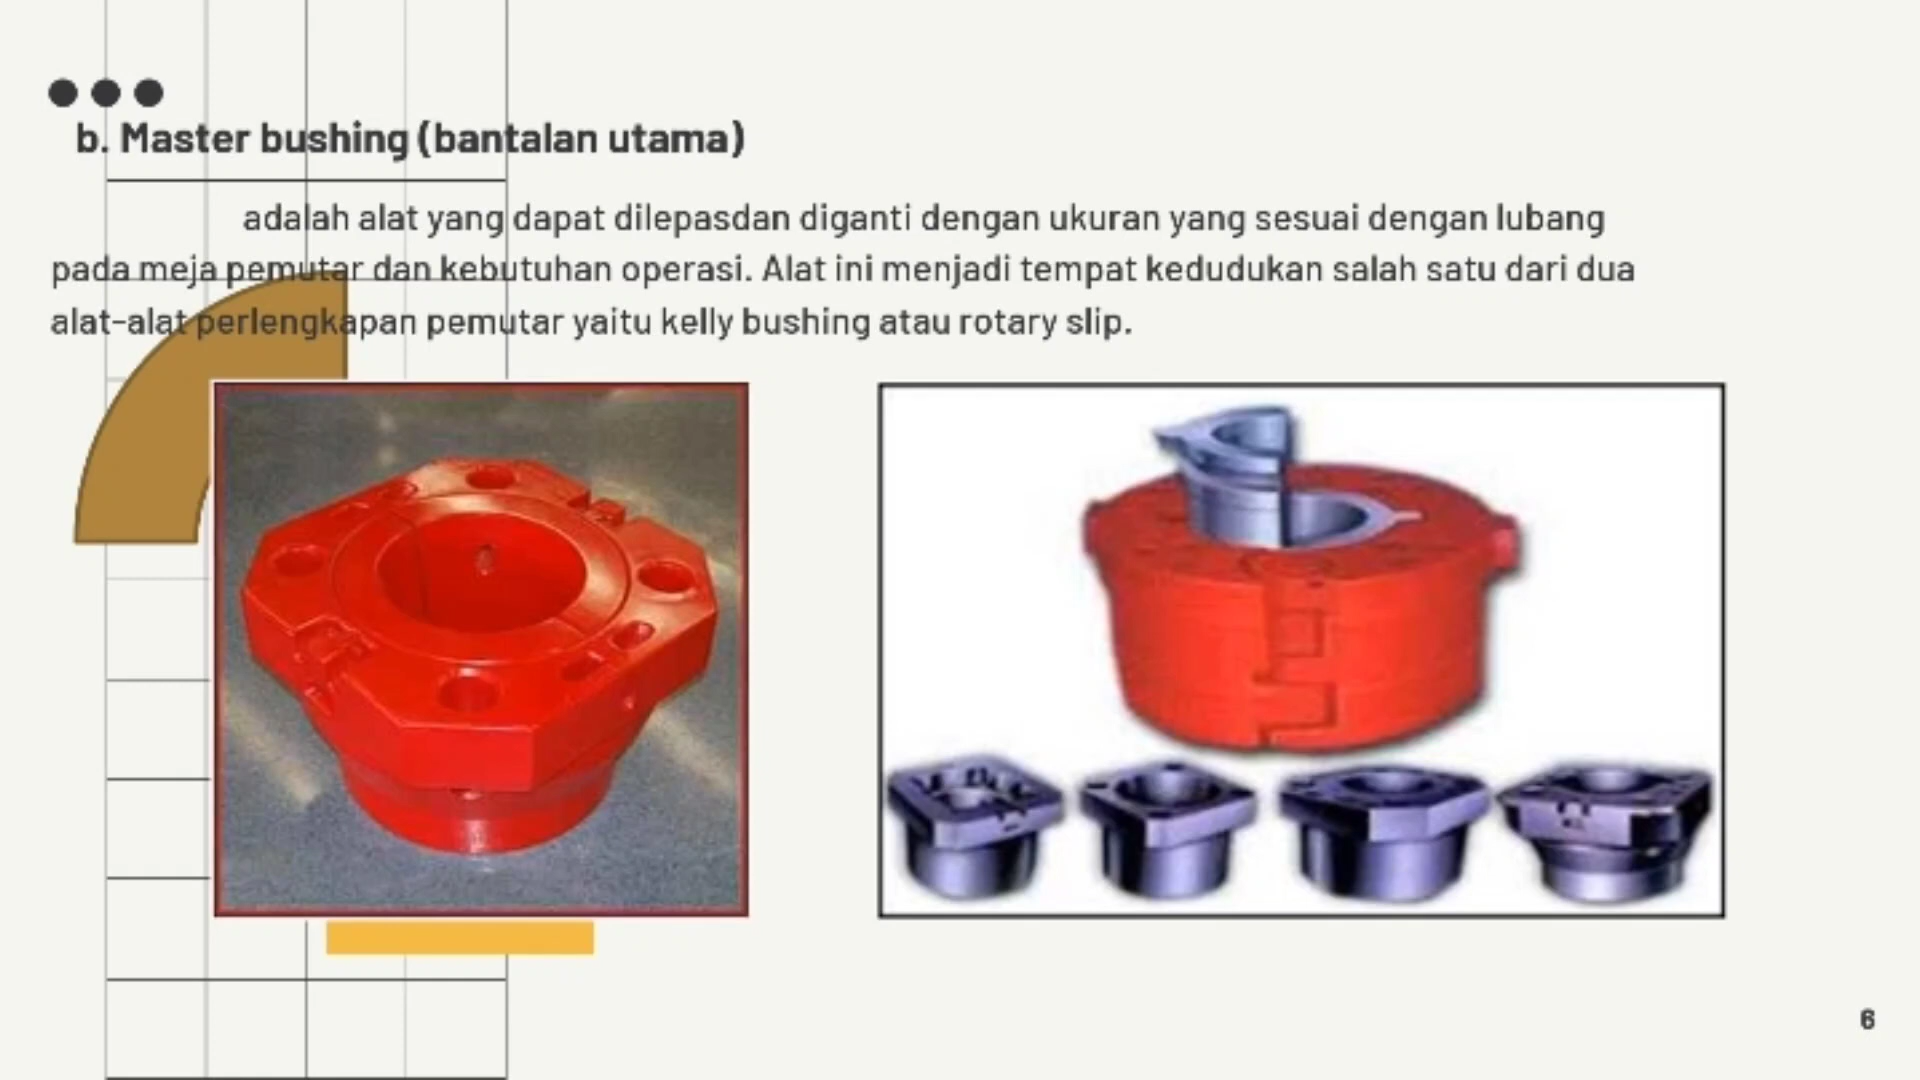 b. Master bushing (bantalan utama)
adalah alat yang dapat dilepasdan diganti dengan ukuran yang sesuai dengan lubang
pada meja pemutar dan kebutuhan operasi. Alat ini menjadi tempat kedudukan salah satu dari dua
alat-alat perlengkapan pemutar yaitu kelly bushing atau rotary slip.
6